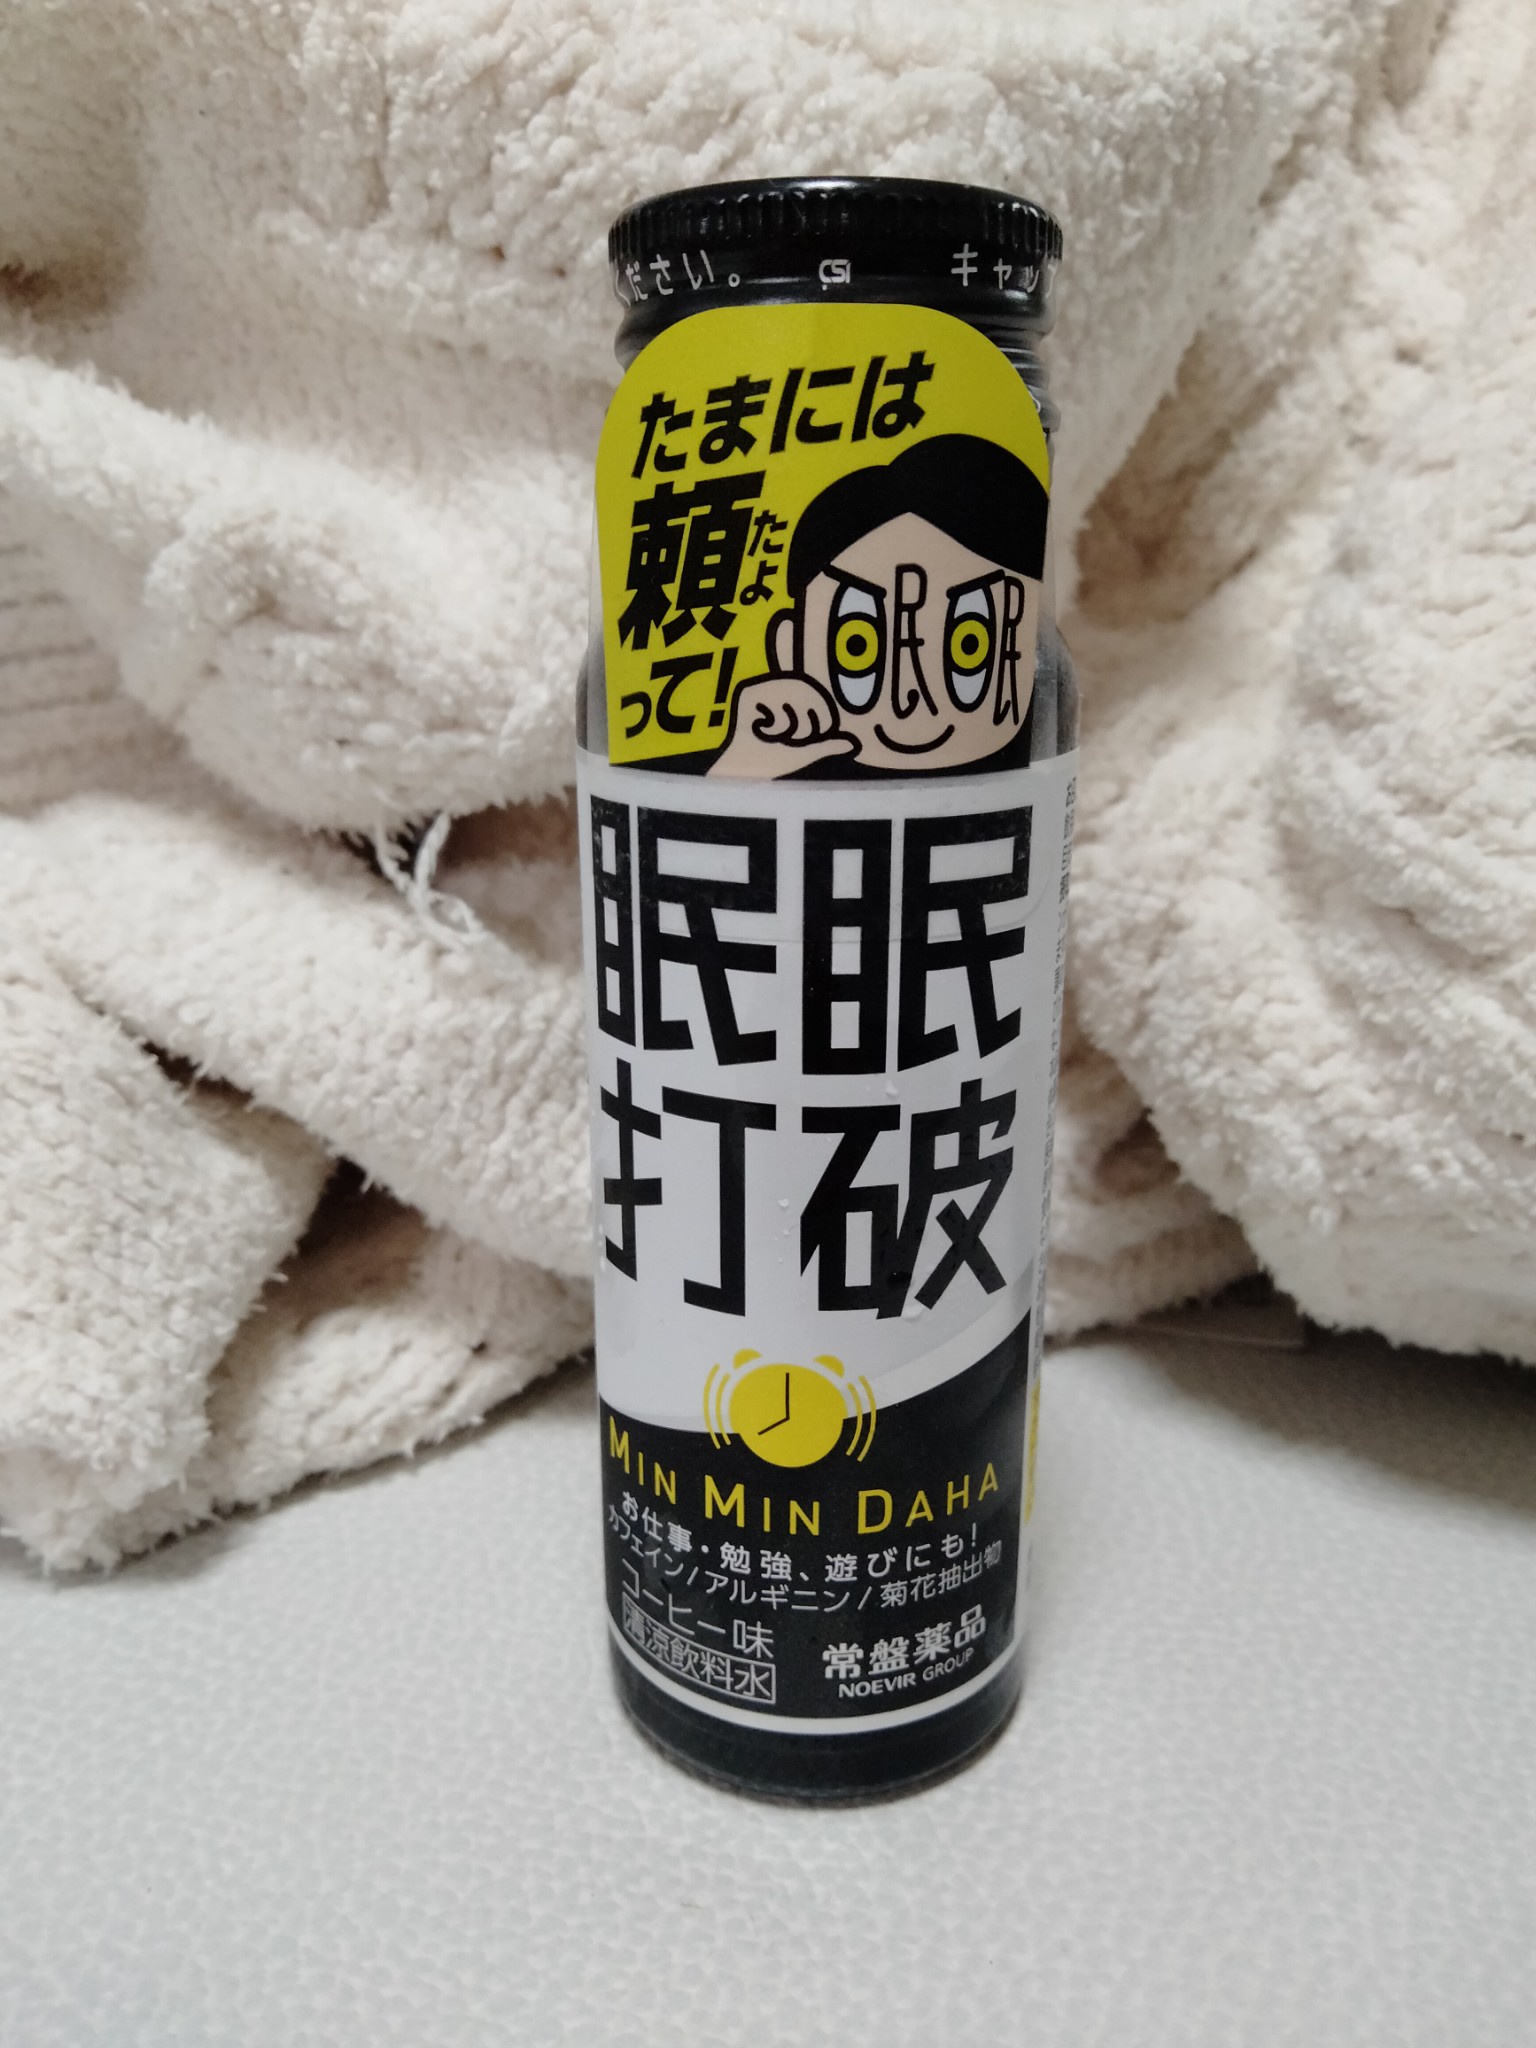 ださい。 CSI キャップ
たまには
頼たよ
って!
眠眠
眠眠
打破
MIN MIN DAHA
お仕事・勉強、遊びにも!
カフェイン/アルギニン/菊花抽出物
コーヒー味
清涼飲料水
常盤薬品
NOEVIR GROUP